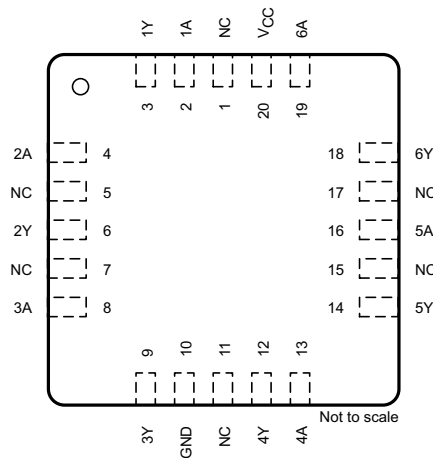 1Y
1A
NC
VCC
6A
3
2
1
20
19
2A 4
NC 5
2Y 6
NC 7
3A 8
18 6Y
17 NC
16 5A
15 NC
14 5Y
9
10
11
12
13
3Y
GND
NC
4Y
4A
Not to scale